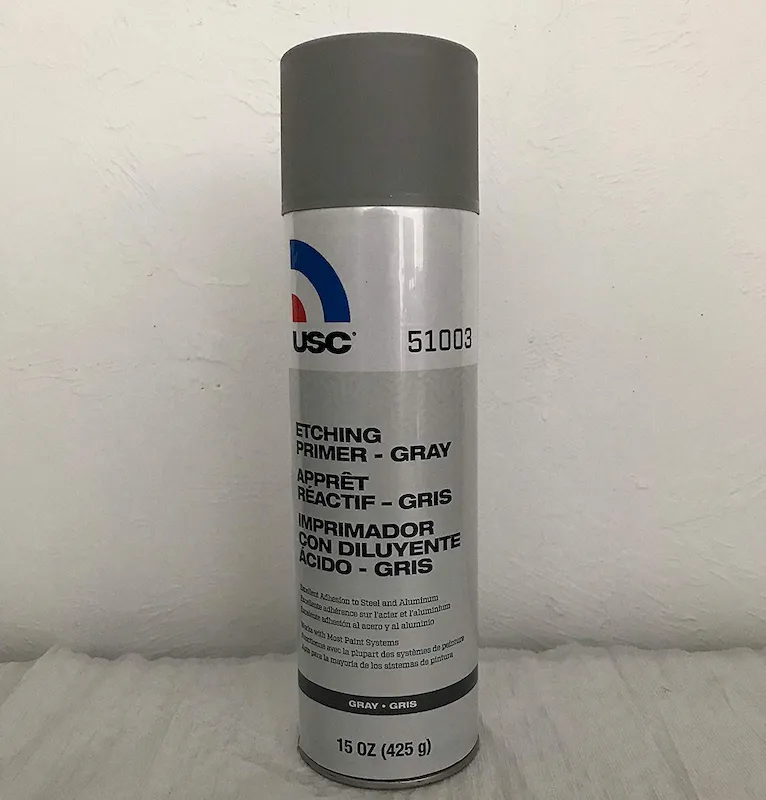 USC
51003
ETCHING
PRIMER - GRAY
APPRÊT
RÉACTIF – GRIS
IMPRIMADOR
CON DILUYENTE
ÁCIDO - GRIS
Excellent Adhesion to Steel and Aluminum
Excellente adhérance sur l'acier et l'aluminium
Excelente adhesión al acero y al aluminio
Works with Most Paint Systems
Fonctionne avec la plupart des systèmes de peinture
Apto para la mayoría de los sistemas de pintura
GRAY • GRIS
15 OZ (425 g)